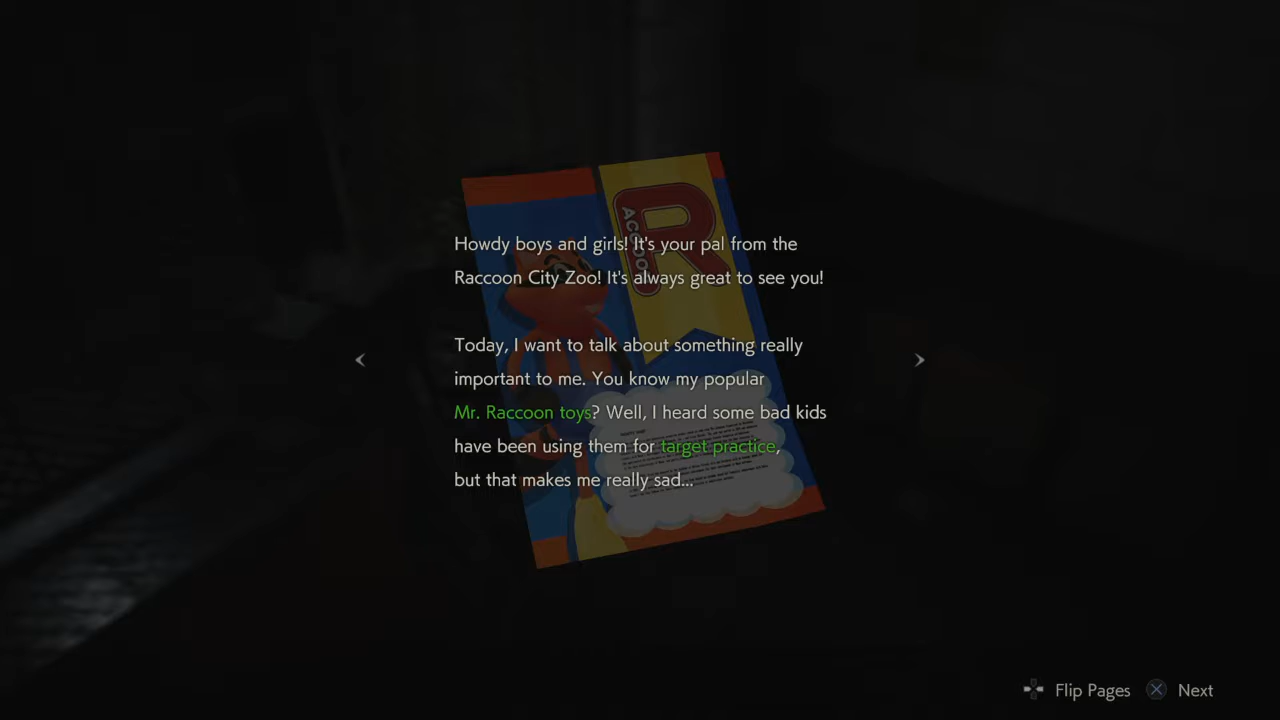 Howdy boys and girls! It's your pal from the
Raccoon City Zoo! It's always great to see you!
Today, I want to talk about something really
important to me. You know my popular
Mr. Raccoon toys? Well, I heard some bad kids
have been using them for target practice,
but that makes me really sad...
RACCOON
Flip Pages
Next